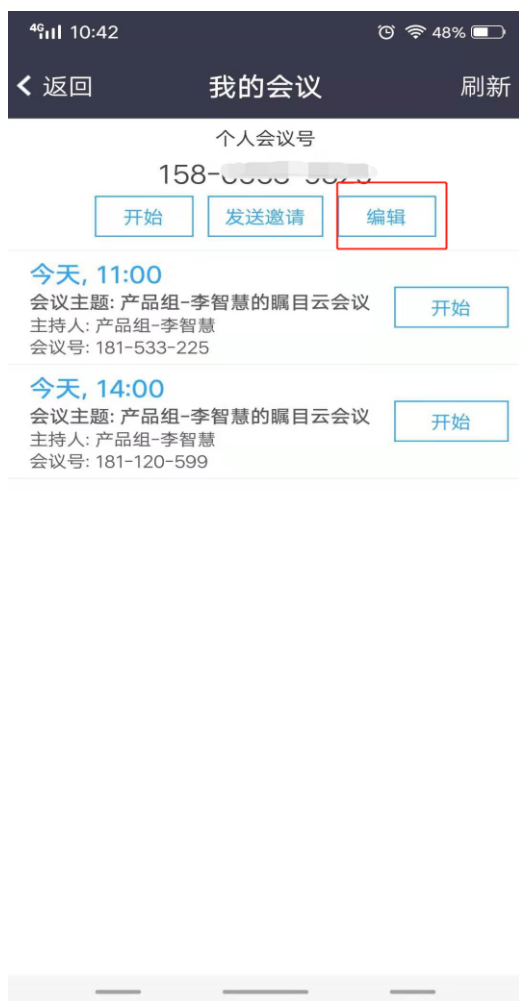 4G 10:42 48%
返回 我的会议 刷新
个人会议号
158-
开始 发送邀请 编辑
今天, 11:00
会议主题: 产品组-李智慧的瞩目云会议
开始
主持人: 产品组-李智慧
会议号: 181-533-225
今天, 14:00
会议主题: 产品组-李智慧的瞩目云会议
开始
主持人: 产品组-李智慧
会议号: 181-120-599